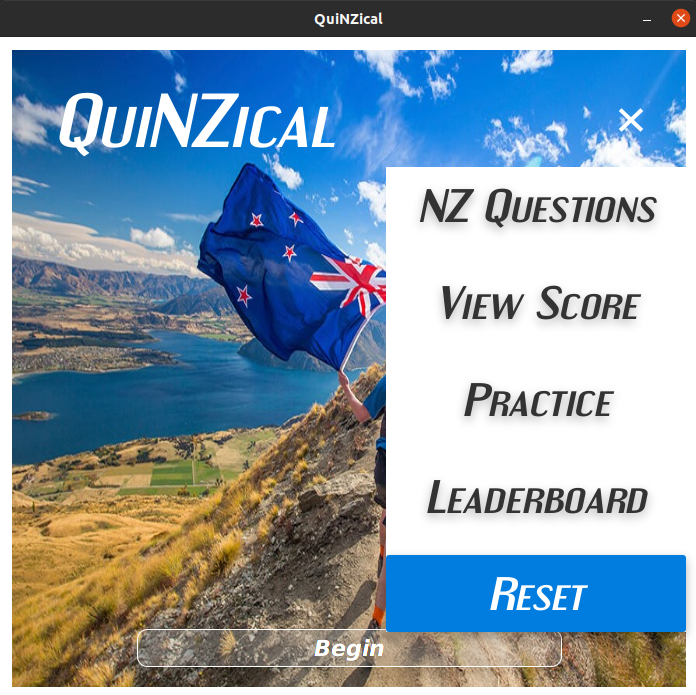 QuiNZical
QuiNZical
NZ Questions
View Score
Practice
Leaderboard
Reset
Begin